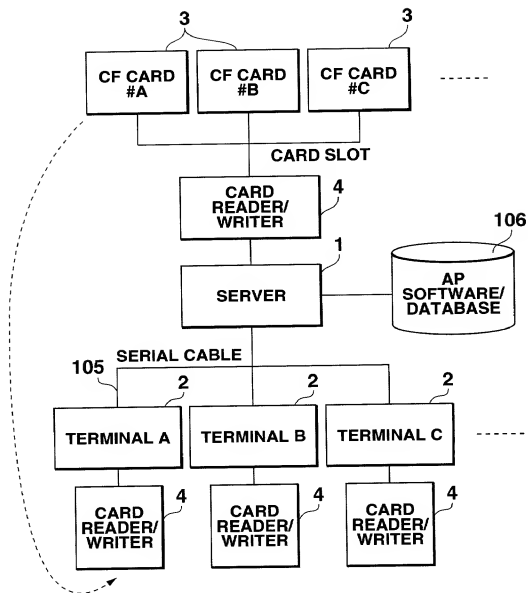 3
3
CF CARD
#A
CF CARD
#B
CF CARD
#C
CARD SLOT
CARD
READER/
WRITER
4
106
1
SERVER
AP
SOFTWARE/
DATABASE
SERIAL CABLE
105
2
2
2
TERMINAL A
TERMINAL B
TERMINAL C
CARD
READER/
WRITER
4
CARD
READER/
WRITER
4
CARD
READER/
WRITER
4